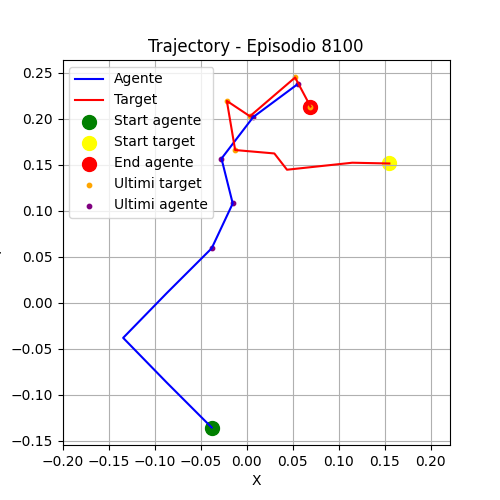 Trajectory - Episodio 8100
Agente
Target
Start agente
Start target
End agente
Ultimi target
Ultimi agente
0.25
0.20
0.15
0.10
0.05
0.00
−0.05
−0.10
−0.15
−0.20 −0.15 −0.10 −0.05 0.00 0.05 0.10 0.15 0.20
X